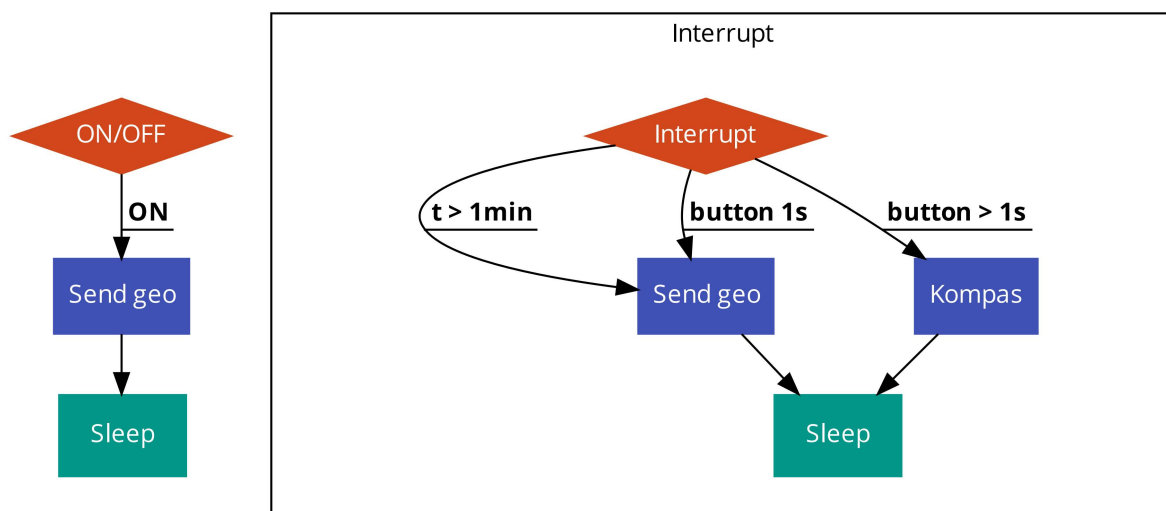 Interrupt
ON/OFF
Interrupt
ON
t > 1min
button 1s
button > 1s
Send geo
Send geo
Kompas
Sleep
Sleep